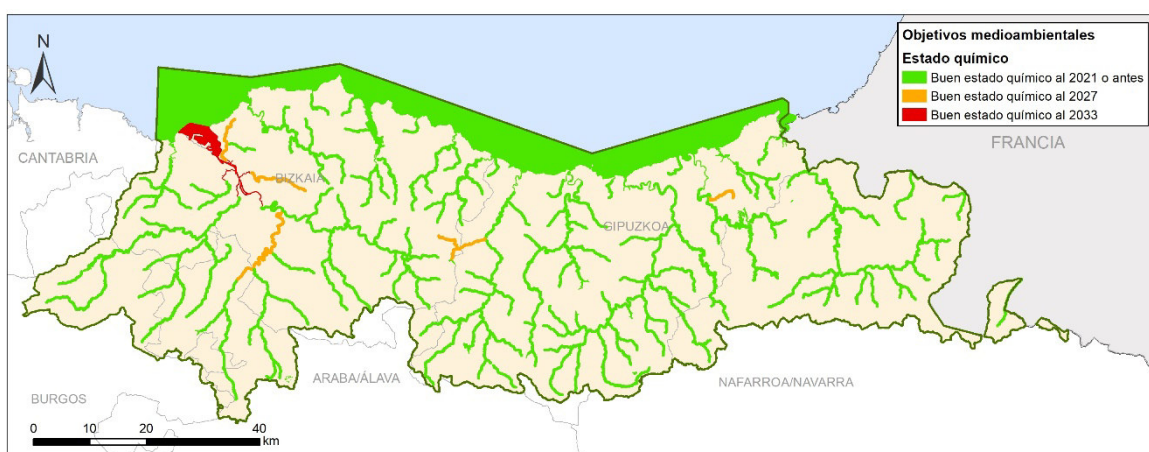 N
Objetivos medioambientales
Estado químico
Buen estado químico al 2021 o antes
Buen estado químico al 2027
Buen estado químico al 2033
FRANCIA
CANTABRIA
BIZKAIA
GIPUZKOA
ARABA/ÁLAVA
NAFARROA/NAVARRA
BURGOS
0 10 20 40
km